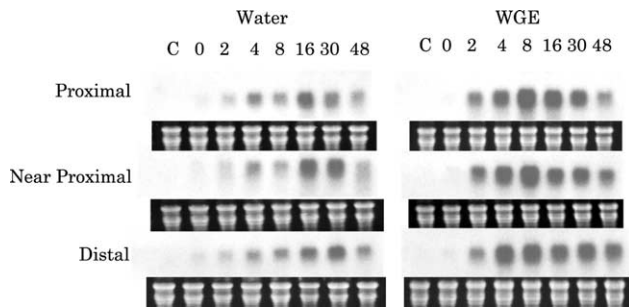 Water WGE
C 0 2 4 8 16 30 48 C 0 2 4 8 16 30 48
Proximal
Near Proximal
Distal